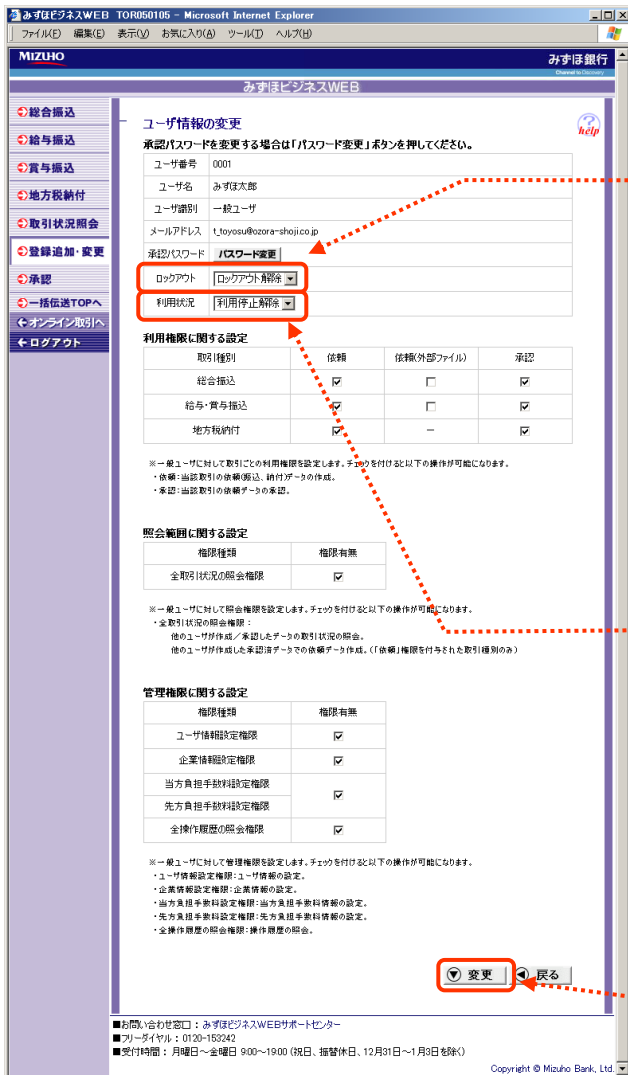 みずほビジネスWEB TOR050105 - Microsoft Internet Explorer
ファイル(F) 編集(E) 表示(V) お気に入り(A) ツール(T) ヘルプ(H)
MIZUHO
みずほ銀行
Channel to Discovery
みずほビジネスWEB
総合振込
給与振込
賞与振込
地方税納付
取引状況照会
登録追加・変更
承認
一括伝送TOPへ
オンライン取引へ
ログアウト
ユーザ情報の変更
help
承認パスワードを変更する場合は「パスワード変更」ボタンを押してください。
ユーザ番号 0001
ユーザ名 みずほ太郎
ユーザ識別 一般ユーザ
メールアドレス t_toyosu@ozora-shoji.co.jp
承認パスワード パスワード変更
ロックアウト ロックアウト解除
利用状況 利用停止解除
利用権限に関する設定
取引種別 依頼 依頼(外部ファイル) 承認
総合振込
給与・賞与振込
地方税納付 －
※一般ユーザに対して取引ごとの利用権限を設定します。チェックを付けると以下の操作が可能になります。
・依頼：当該取引の依頼(振込、納付)データの作成。
・承認：当該取引の依頼データの承認。
照会範囲に関する設定
権限種類 権限有無
全取引状況の照会権限
※一般ユーザに対して照会権限を設定します。チェックを付けると以下の操作が可能になります。
・全取引状況の照会権限：
他のユーザが作成／承認したデータの取引状況の照会。
他のユーザが作成した承認済データでの依頼データ作成。(「依頼」権限を付与された取引種別のみ)
管理権限に関する設定
権限種類 権限有無
ユーザ情報設定権限
企業情報設定権限
当方負担手数料設定権限
先方負担手数料設定権限
全操作履歴の照会権限
※一般ユーザに対して管理権限を設定します。チェックを付けると以下の操作が可能になります。
・ユーザ情報設定権限：ユーザ情報の設定。
・企業情報設定権限：企業情報の設定。
・当方負担手数料設定権限：当方負担手数料情報の設定。
・先方負担手数料設定権限：先方負担手数料情報の設定。
・全操作履歴の照会権限：操作履歴の照会。
変更 戻る
■お問い合わせ窓口：みずほビジネスWEBサポートセンター
■フリーダイヤル：0120-153242
■受付時間：月曜日～金曜日 9:00～19:00 (祝日、振替休日、12月31日～1月3日を除く)
Copyright © Mizuho Bank, Ltd.